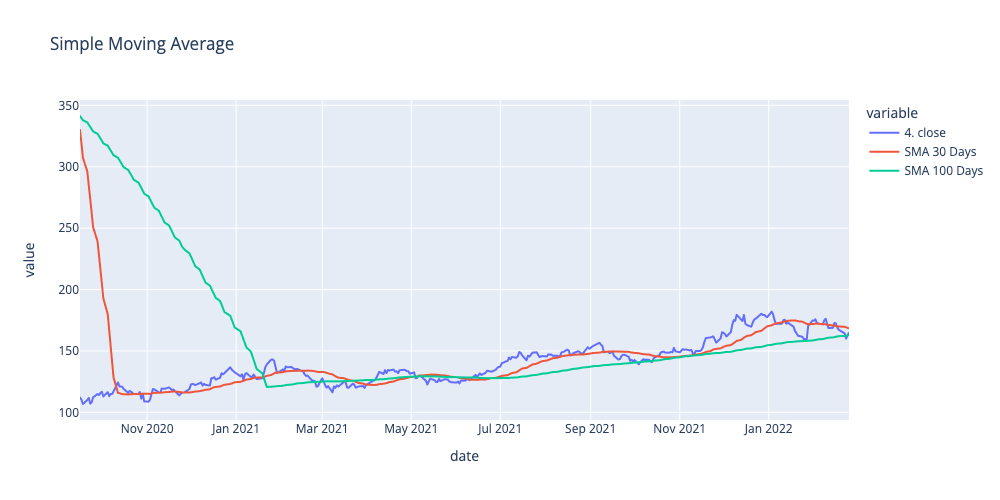 Simple Moving Average
variable
4. close
SMA 30 Days
SMA 100 Days
value
350
300
250
200
150
100
Nov 2020
Jan 2021
Mar 2021
May 2021
Jul 2021
Sep 2021
Nov 2021
Jan 2022
date